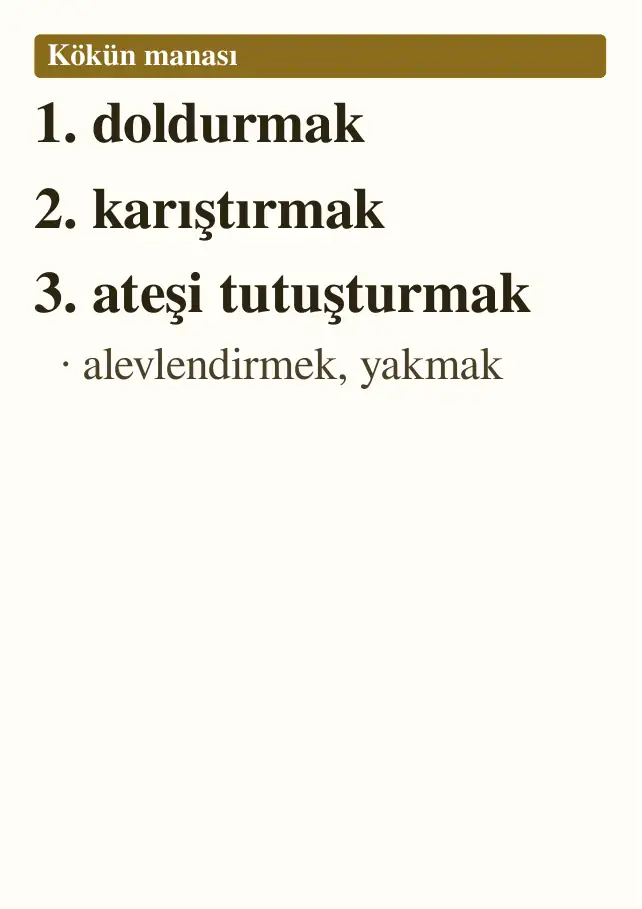 Kökün manası
1. doldurmak
2. karıştırmak
3. ateşi tutuşturmak
· alevlendirmek, yakmak